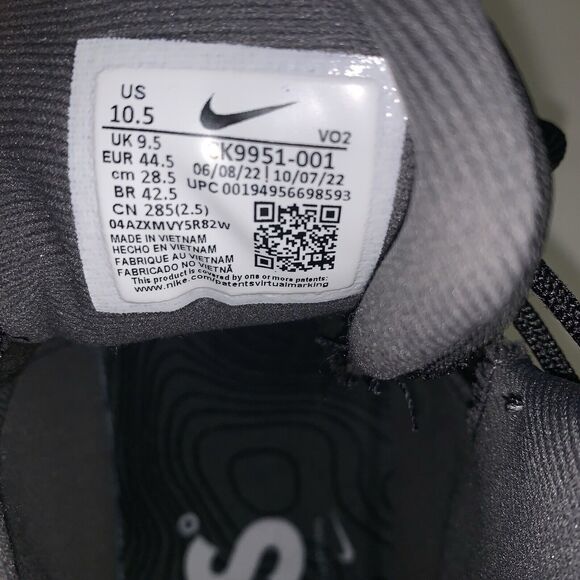 US
10.5
VO2
UK 9.5
CK9951-001
EUR 44.5
06/08/22 | 10/07/22
cm 28.5
UPC 00194956698593
BR 42.5
CN 285(2.5)
04AZXMVY5R82W
MADE IN VIETNAM
HECHO EN VIETNAM
FABRIQUE AU VIETNAM
FABRICADO NO VIETNÃ
This product is covered by one or more patents:
www.nike.com/patentsvirtualmarking
S